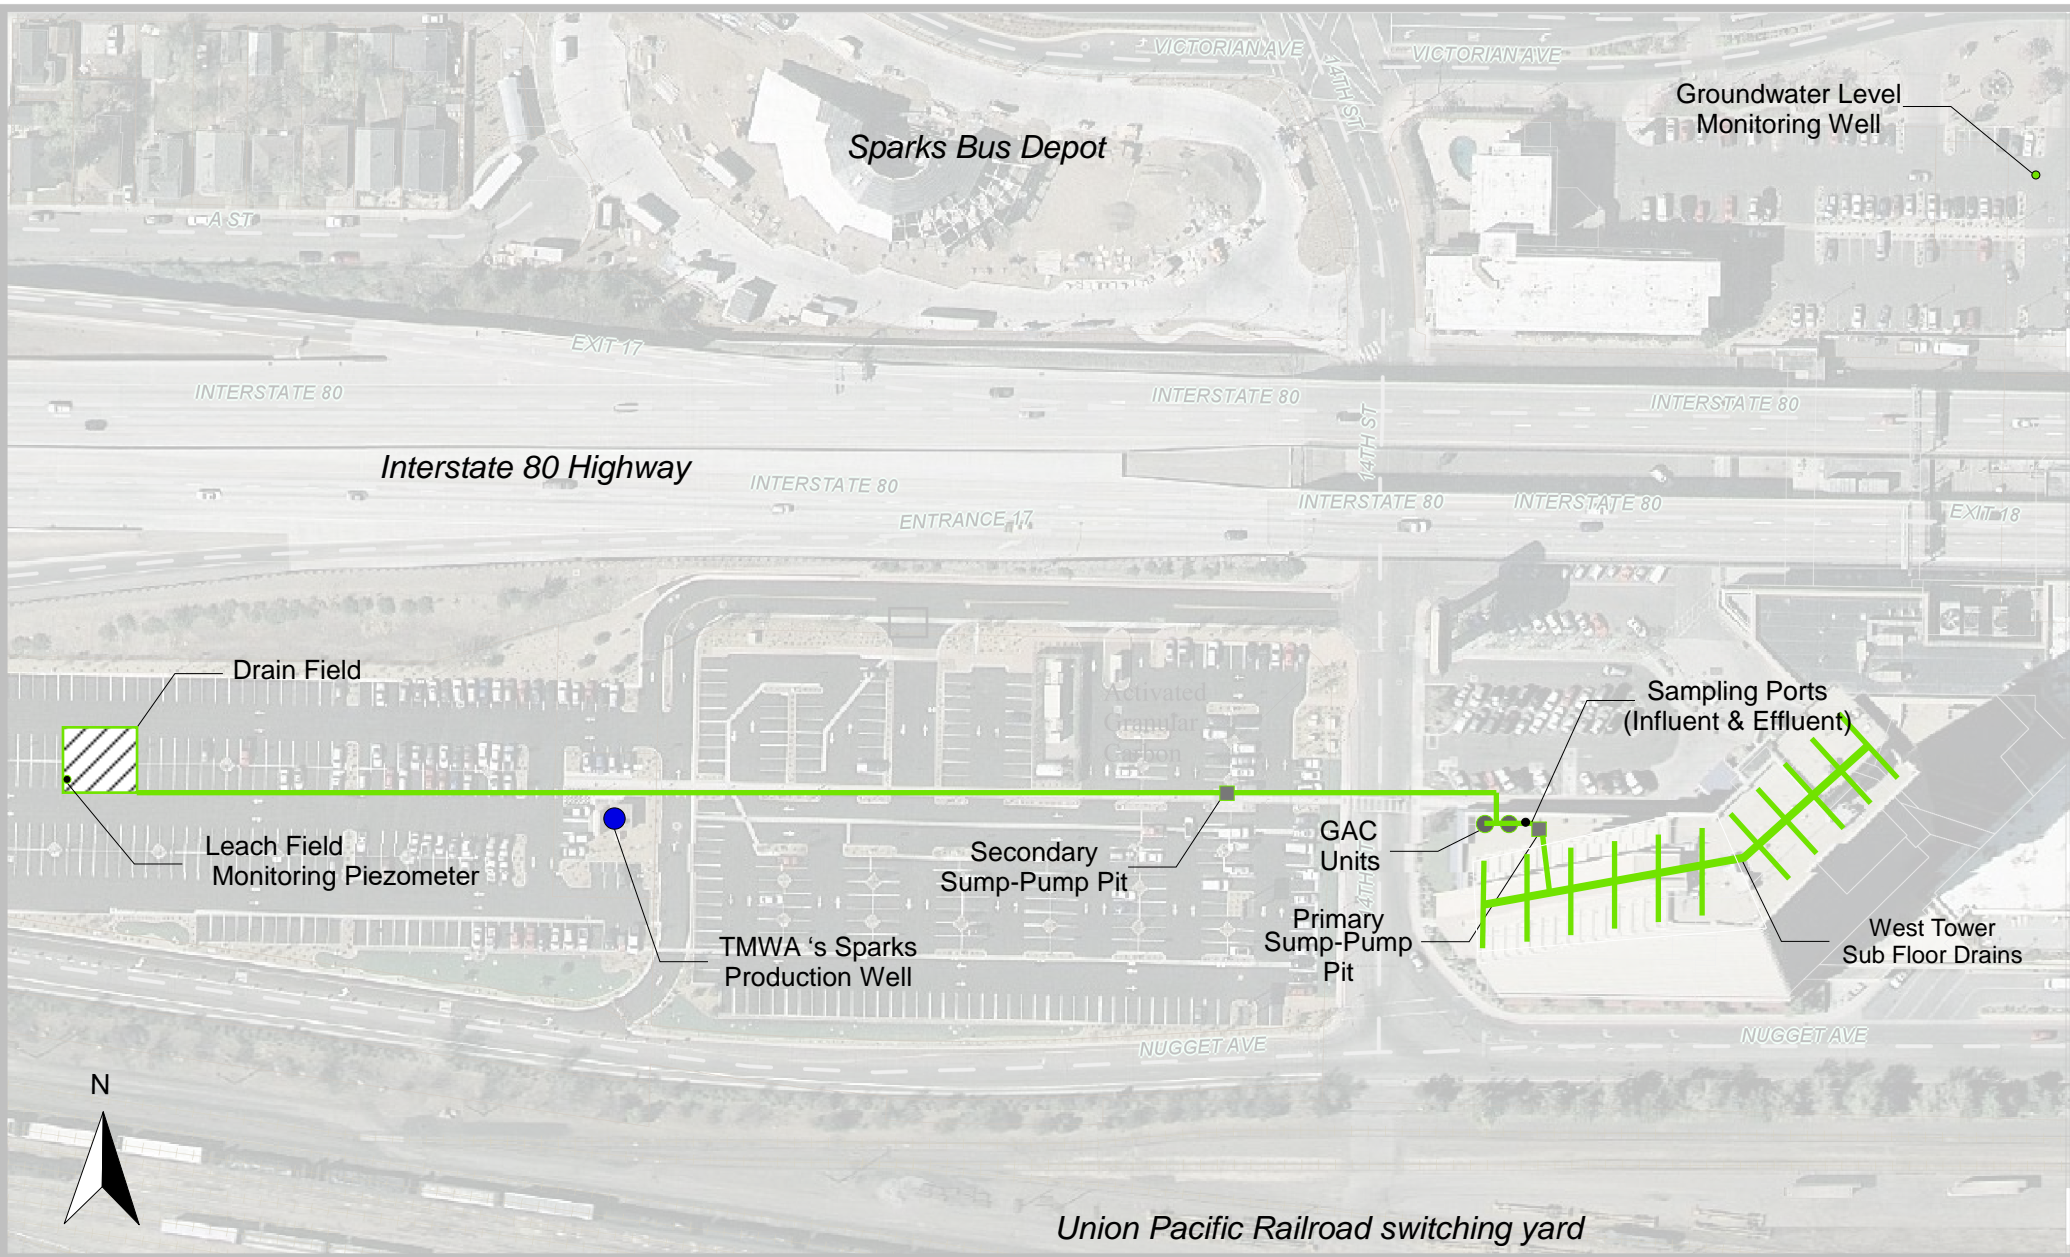 VICTORIAN AVE
VICTORIAN AVE
14TH ST
Groundwater Level
Monitoring Well
Sparks Bus Depot
A ST
EXIT 17
INTERSTATE 80
INTERSTATE 80
INTERSTATE 80
14TH ST
Interstate 80 Highway
INTERSTATE 80
INTERSTATE 80
INTERSTATE 80
ENTRANCE 17
EXIT 18
Drain Field
Activated
Granular
Carbon
Sampling Ports
(Influent & Effluent)
Leach Field
Monitoring Piezometer
Secondary
Sump-Pump Pit
GAC
Units
14TH ST
Primary
Sump-Pump
Pit
TMWA ‘s Sparks
Production Well
West Tower
Sub Floor Drains
NUGGET AVE
NUGGET AVE
N
Union Pacific Railroad switching yard